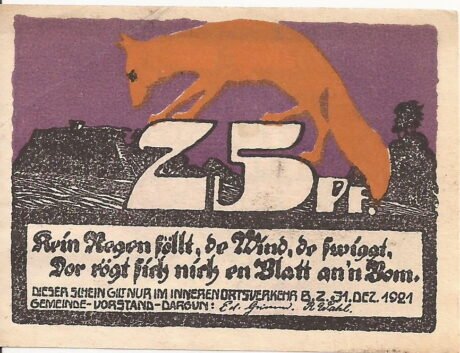 25 PF.
Kein Regen föllt, de Wind, de swiggt,
Dor rögt sich nich en Blatt an'n Bom.
DIESER SCHEIN GILT NUR IM INNEREN ORTSVERKEHR B. Z. 31. DEZ. 1921
GEMEINDE-VORSTAND-DARGUN: